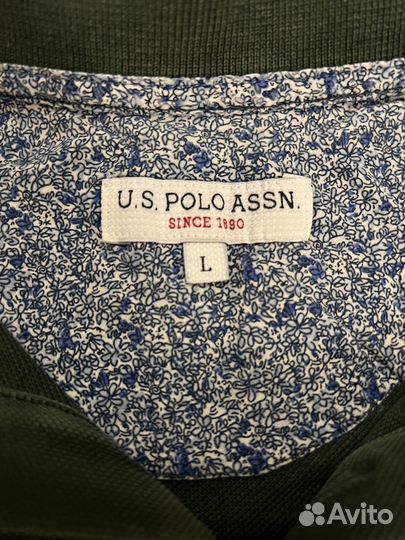 U.S. POLO ASSN.
SINCE 1890
L
Avito